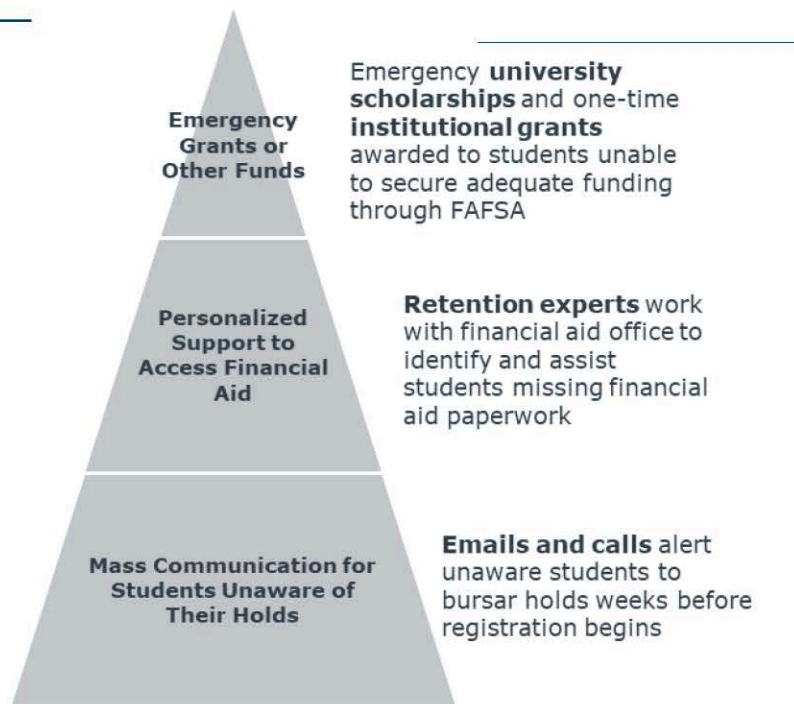 Emergency
Grants or
Other Funds
Emergency university
scholarships and one-time
institutional grants
awarded to students unable
to secure adequate funding
through FAFSA
Personalized
Support to
Access Financial
Aid
Retention experts work
with financial aid office to
identify and assist
students missing financial
aid paperwork
Mass Communication for
Students Unaware of
Their Holds
Emails and calls alert
unaware students to
bursar holds weeks before
registration begins